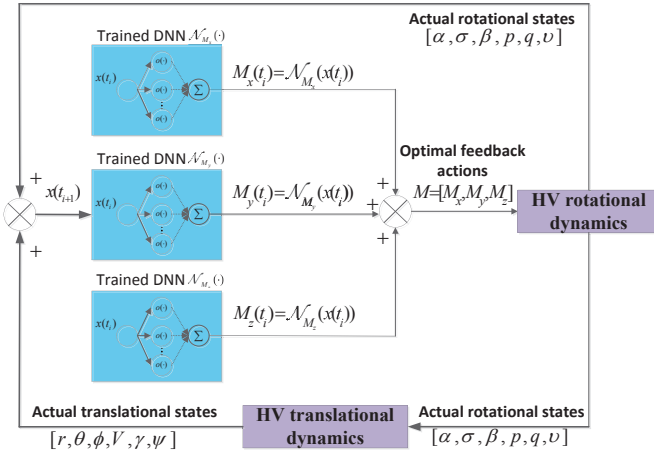 Actual rotational states
[α,σ,β,p,q,υ]
Trained DNN 𝒩_{M_x}(·)
x(t_i)
o(·)
o(·)
⋮
o(·)
Σ
M_x(t_i)=𝒩_{M_x}(x(t_i))
Optimal feedback
actions
M=[M_x,M_y,M_z]
+
x(t_{i+1})
+
Trained DNN 𝒩_{M_y}(·)
x(t_i)
o(·)
o(·)
⋮
o(·)
Σ
M_y(t_i)=𝒩_{M_y}(x(t_i))
+
+
+
HV rotational
dynamics
Trained DNN 𝒩_{M_z}(·)
x(t_i)
o(·)
o(·)
⋮
o(·)
Σ
M_z(t_i)=𝒩_{M_z}(x(t_i))
Actual translational states
[r,θ,ϕ,V,γ,ψ]
HV translational
dynamics
Actual rotational states
[α,σ,β,p,q,υ]